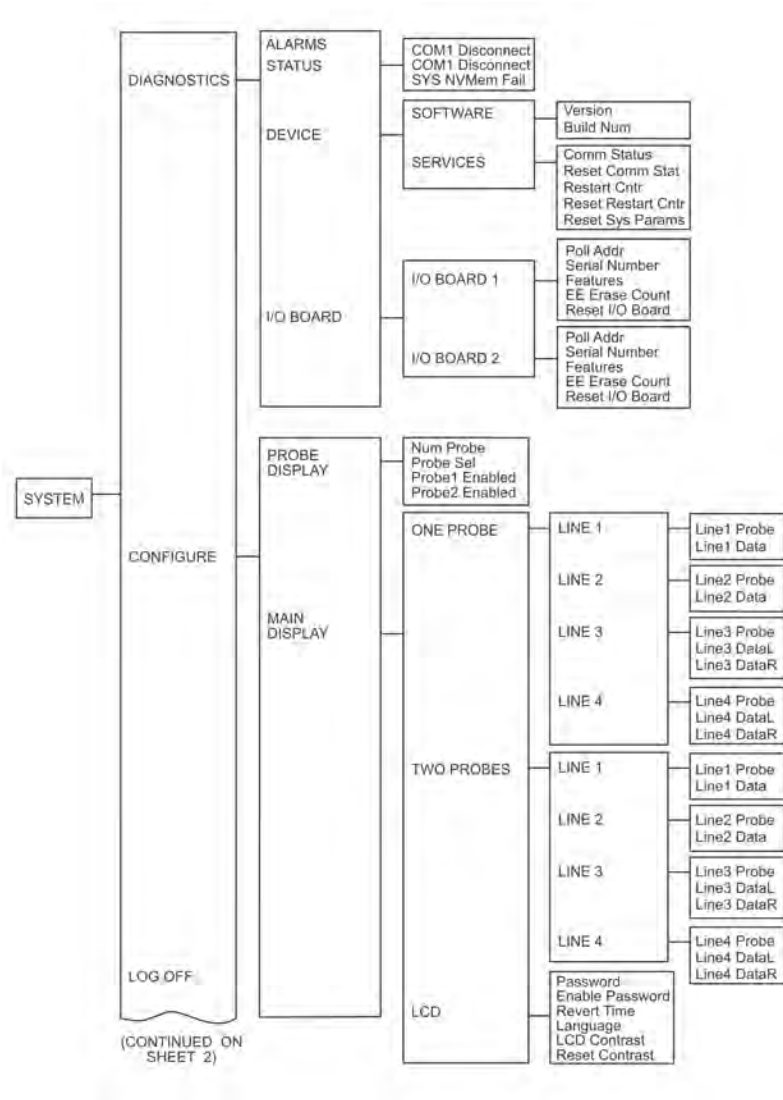 SYSTEM
DIAGNOSTICS
ALARMS
STATUS
COM1 Disconnect
COM1 Disconnect
SYS NVMem Fail
DEVICE
SOFTWARE
Version
Build Num
SERVICES
Comm Status
Reset Comm Stat
Restart Cntr
Reset Restart Cntr
Reset Sys Params
I/O BOARD
I/O BOARD 1
Poll Addr
Serial Number
Features
EE Erase Count
Reset I/O Board
I/O BOARD 2
Poll Addr
Serial Number
Features
EE Erase Count
Reset I/O Board
CONFIGURE
PROBE
DISPLAY
Num Probe
Probe Sel
Probe1 Enabled
Probe2 Enabled
MAIN
DISPLAY
ONE PROBE
LINE 1
Line1 Probe
Line1 Data
LINE 2
Line2 Probe
Line2 Data
LINE 3
Line3 Probe
Line3 DataL
Line3 DataR
LINE 4
Line4 Probe
Line4 DataL
Line4 DataR
TWO PROBES
LINE 1
Line1 Probe
Line1 Data
LINE 2
Line2 Probe
Line2 Data
LINE 3
Line3 Probe
Line3 DataL
Line3 DataR
LINE 4
Line4 Probe
Line4 DataL
Line4 DataR
LCD
Password
Enable Password
Revert Time
Language
LCD Contrast
Reset Contrast
LOG OFF
(CONTINUED ON
SHEET 2)